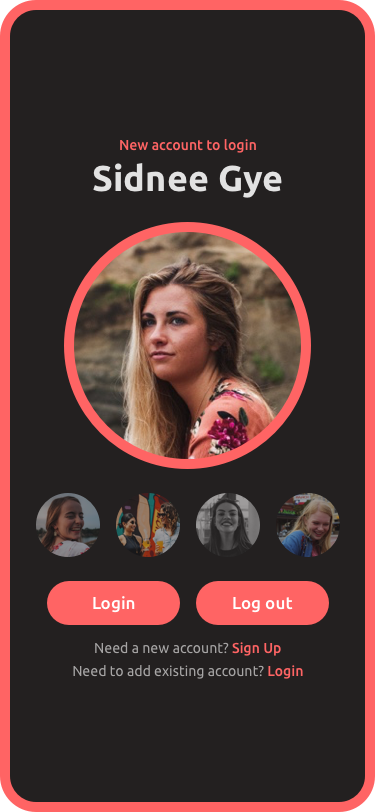 New account to login
Sidnee Gye
Login
Log out
Need a new account? Sign Up
Need to add existing account? Login